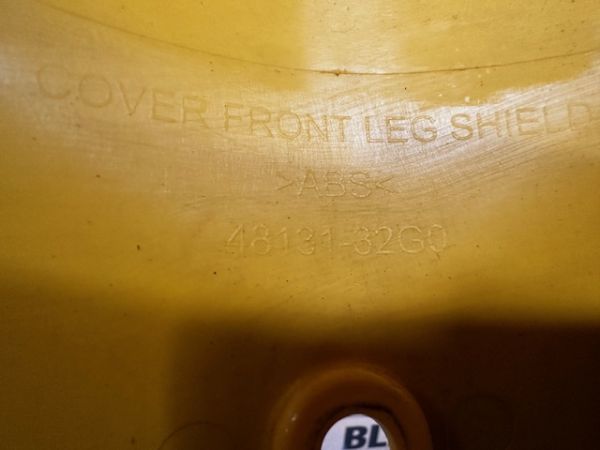 COVER FRONT LEG SHIELD
>ABS<
48131-32G0
BL